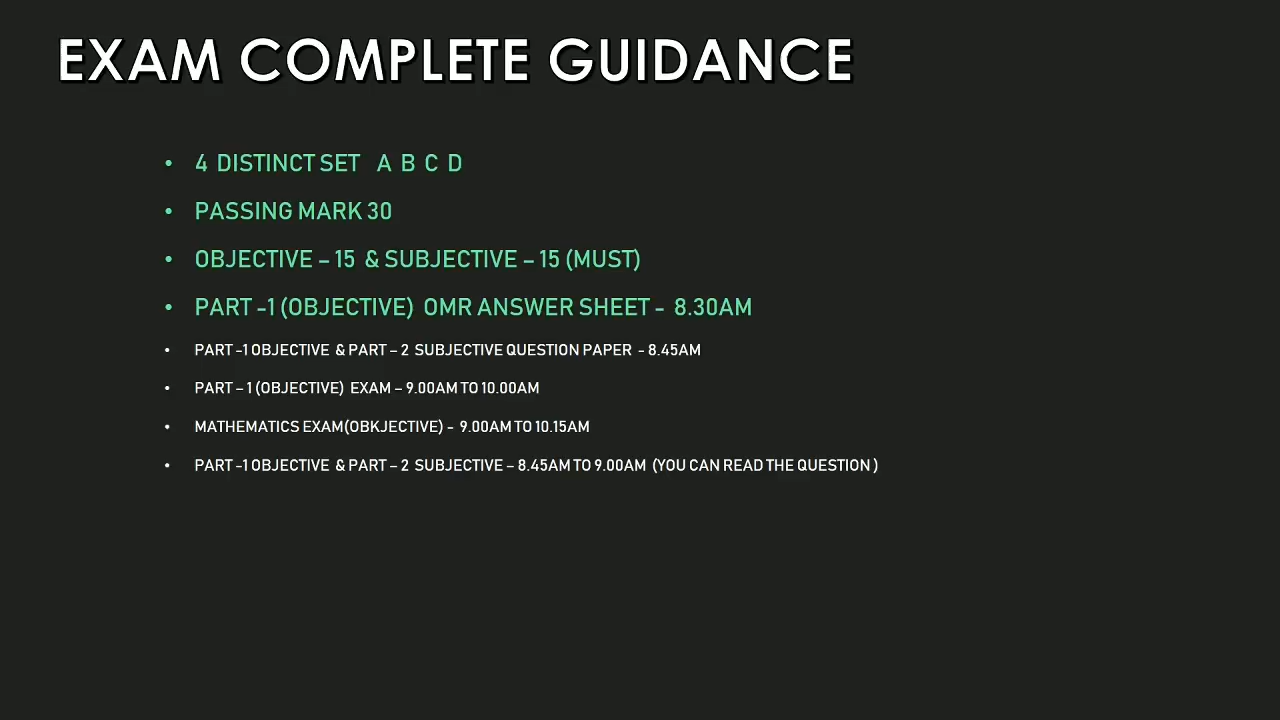 EXAM COMPLETE GUIDANCE
• 4 DISTINCT SET A B C D
• PASSING MARK 30
• OBJECTIVE – 15 & SUBJECTIVE – 15 (MUST)
• PART -1 (OBJECTIVE) OMR ANSWER SHEET - 8.30AM
• PART -1 OBJECTIVE & PART – 2 SUBJECTIVE QUESTION PAPER - 8.45AM
• PART – 1 (OBJECTIVE) EXAM – 9.00AM TO 10.00AM
• MATHEMATICS EXAM(OBKJECTIVE) - 9.00AM TO 10.15AM
• PART -1 OBJECTIVE & PART – 2 SUBJECTIVE – 8.45AM TO 9.00AM (YOU CAN READ THE QUESTION )